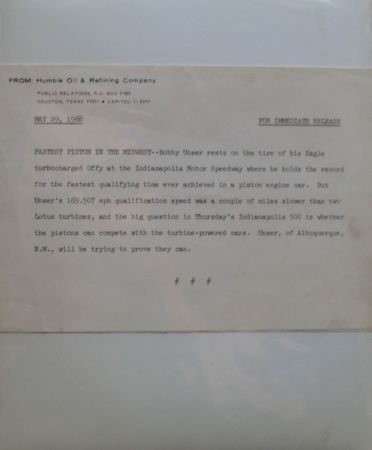 FROM Humble Oil & Refining Company
PUBLIC RELATIONS, P.O. BOX
HOUSTON, TEXAS 77001 • CAPITOL
MAY 29, 1968 FOR IMMEDIATE RELEASE
FASTEST PISTON IN THE MIDWEST--Bobby Unser rests on the tire of his Eagle
turbocharged Offy at the Indianapolis Motor Speedway where he holds the record
for the fastest qualifying time ever achieved in a piston engine car. But
Unser's 169.507 mph qualification speed was a couple of miles slower than two
Lotus turbines, and the big question in Thursday's Indianapolis 500 is whether
the pistons can compete with the turbine-powered cars. Unser, of Albuquerque,
N.M., will be trying to prove they can.
# # #